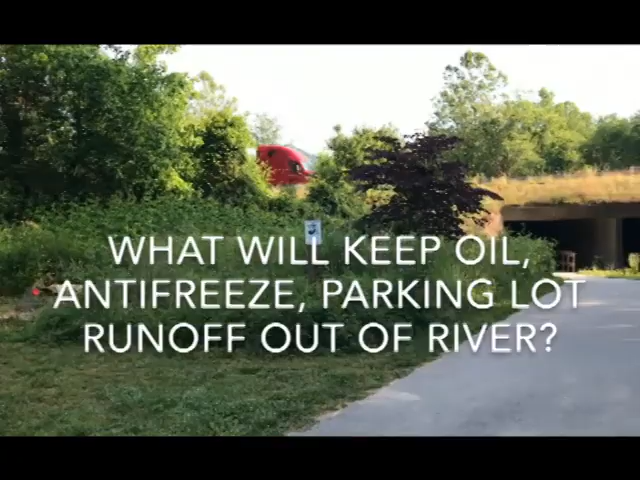 WHAT WILL KEEP OIL,
ANTIFREEZE, PARKING LOT
RUNOFF OUT OF RIVER?